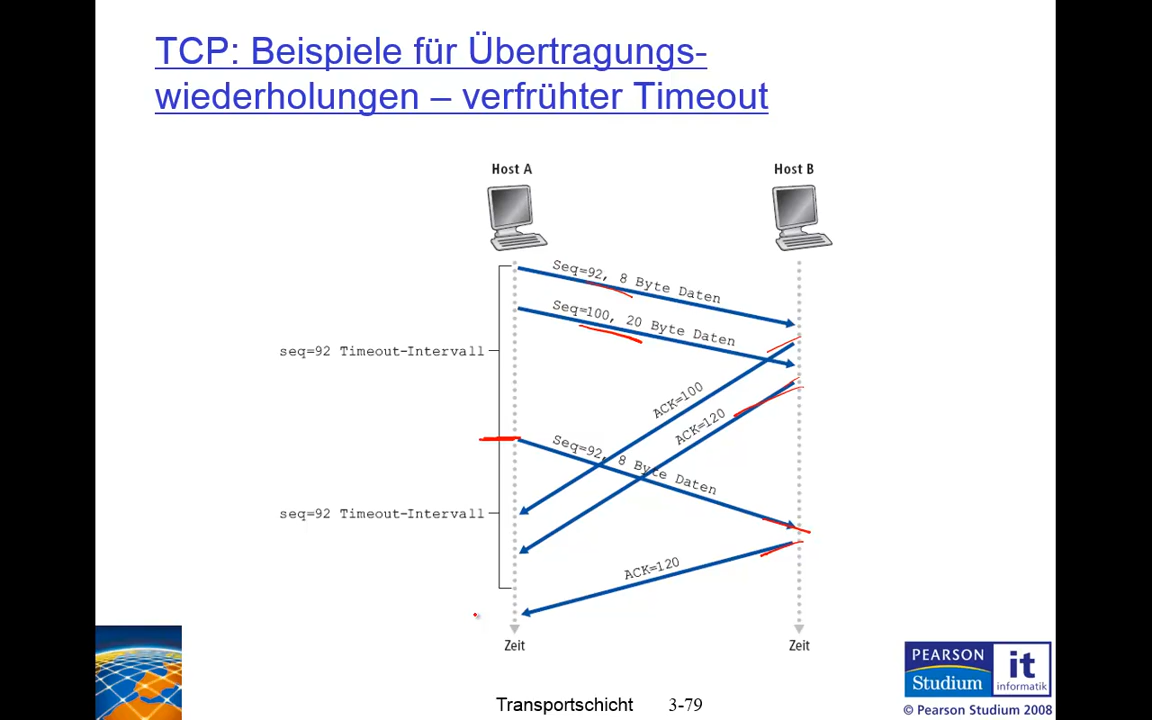 TCP: Beispiele für Übertragungs-
wiederholungen – verfrühter Timeout
Host A
Host B
Seq=92, 8 Byte Daten
Seq=100, 20 Byte Daten
seq=92 Timeout-Intervall
ACK=100
ACK=120
Seq=92, 8 Byte Daten
seq=92 Timeout-Intervall
ACK=120
Zeit
Zeit
PEARSON
Studium
it
informatik
Transportschicht 3-79
© Pearson Studium 2008